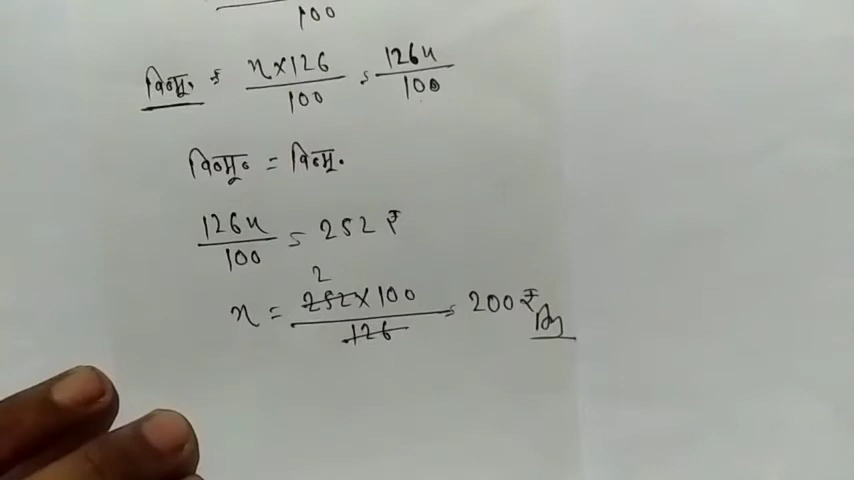 100
वि०मू० = x×126/100 = 126x/100
वि०मू० = वि०मू०
126x/100 = 252 ₹
2
x = 252×100/126 = 200 ₹ Ans